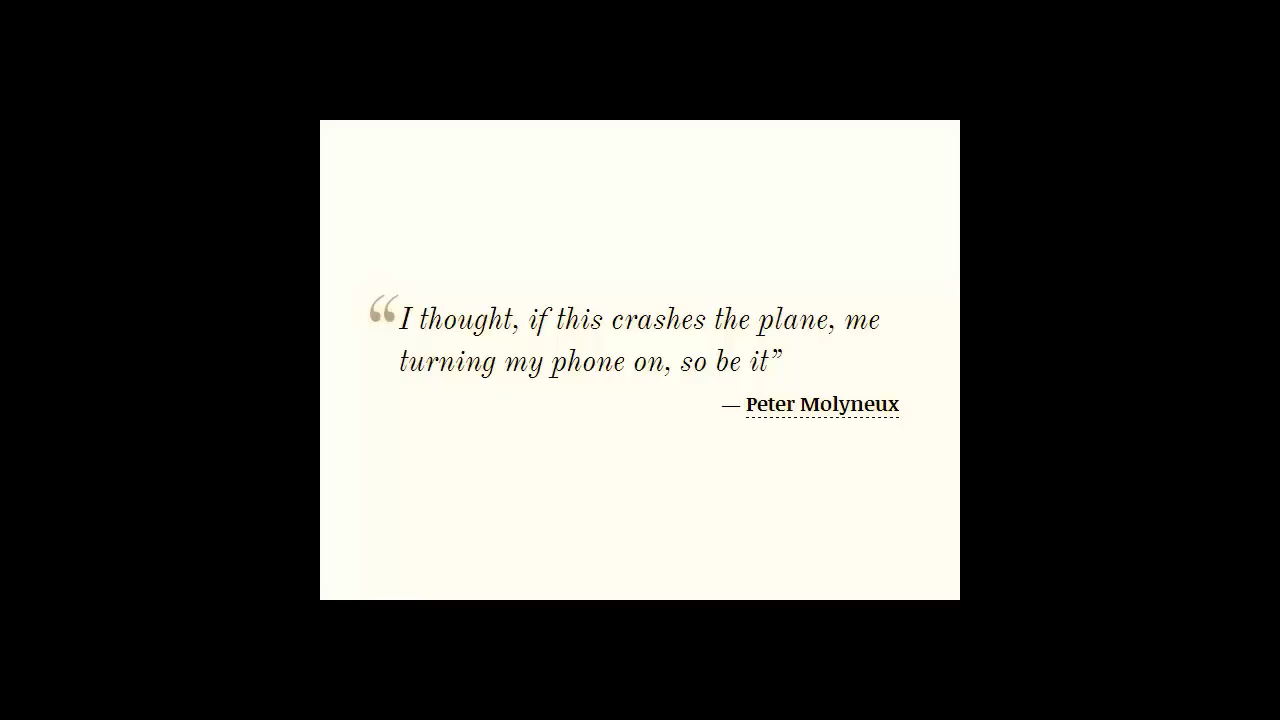 “I thought, if this crashes the plane, me
turning my phone on, so be it”
— Peter Molyneux